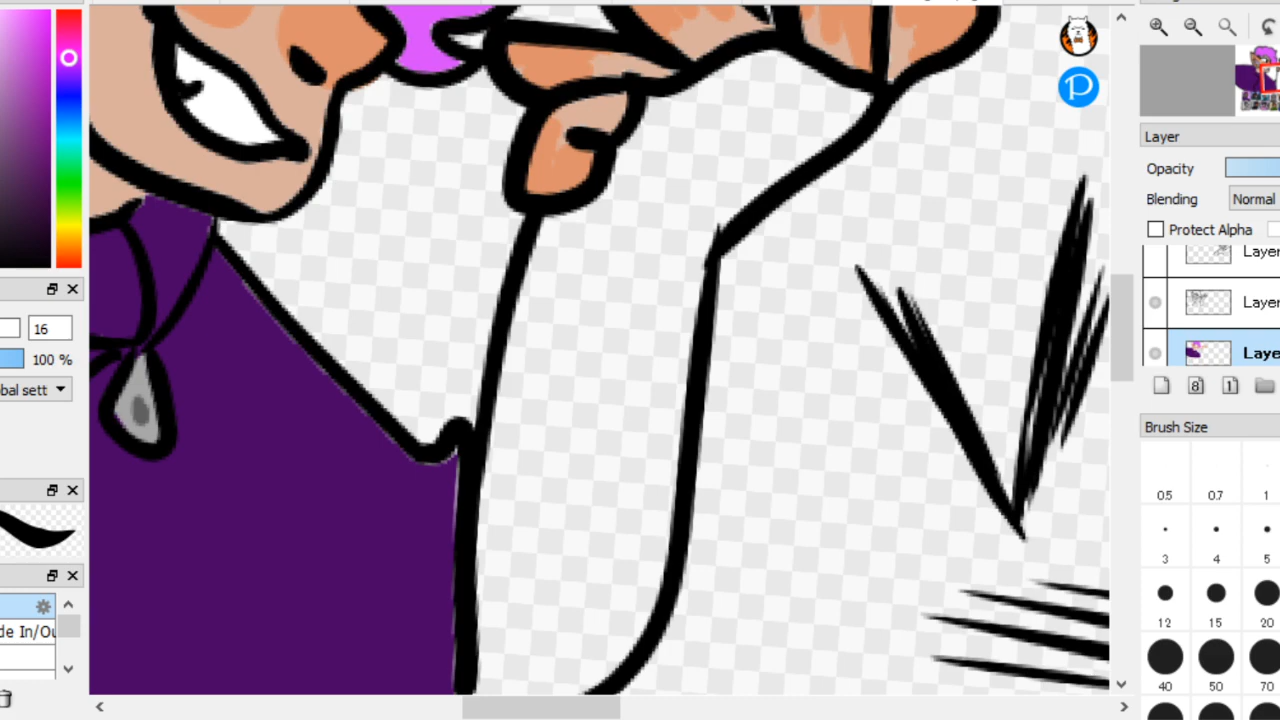 Layer
Opacity
Blending Normal
Protect Alpha
Layer
Layer
Laye
16
100 %
bal sett
de In/Ou
Brush Size
0.5 0.7 1
3 4 5
12 15 20
40 50 70